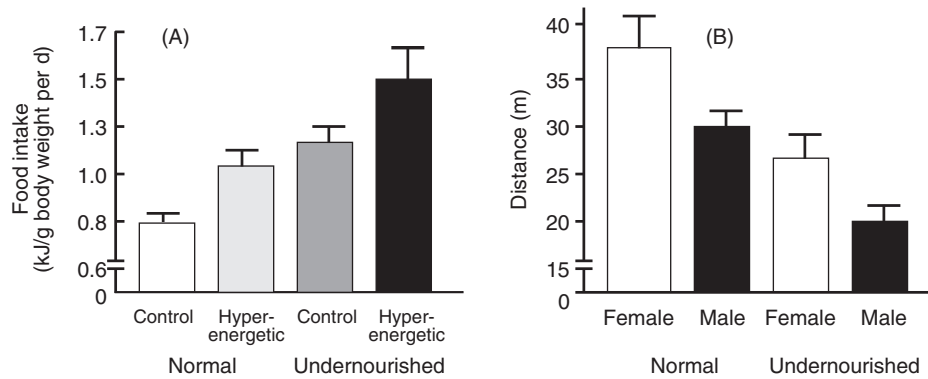 (A)
Food intake
(kJ/g body weight per d)
1.7
1.5
1.3
1.0
0.8
0.6
0
Control
Hyper-
energetic
Control
Hyper-
energetic
Normal
Undernourished
(B)
Distance (m)
40
35
30
25
20
15
0
Female
Male
Female
Male
Normal
Undernourished